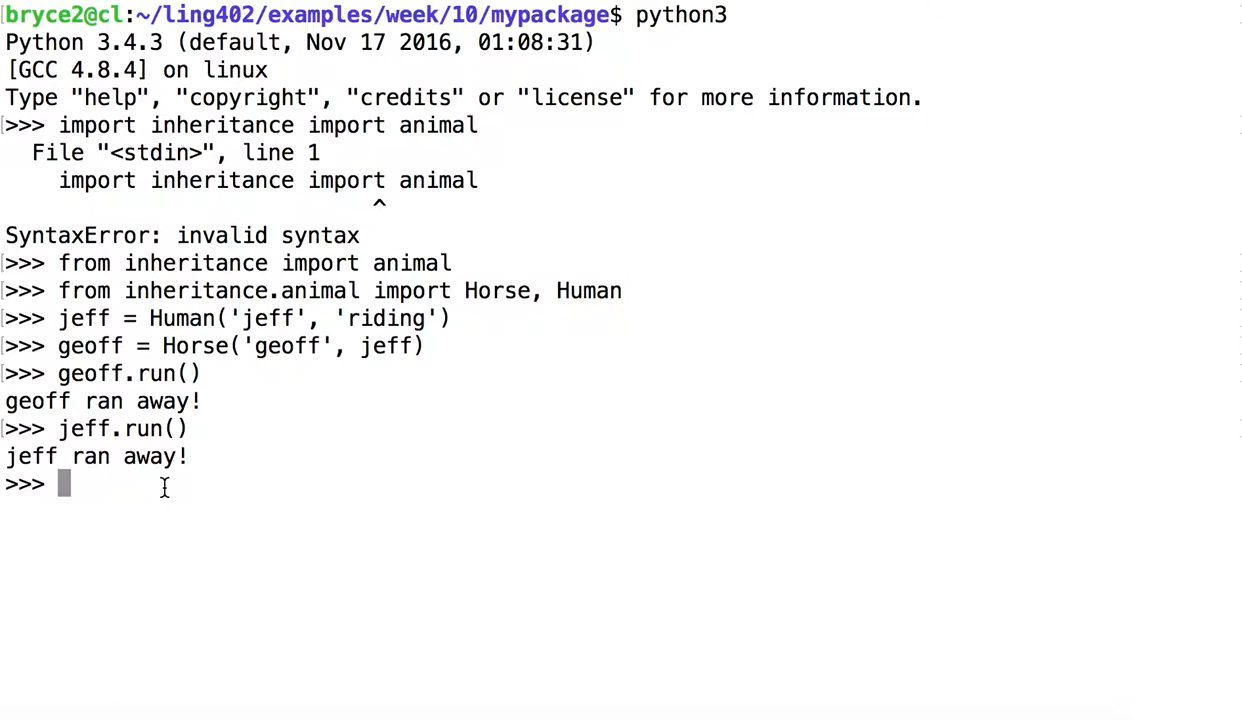 bryce2@cl:~/ling402/examples/week/10/mypackage$ python3
Python 3.4.3 (default, Nov 17 2016, 01:08:31)
[GCC 4.8.4] on linux
Type "help", "copyright", "credits" or "license" for more information.
>>> import inheritance import animal
  File "<stdin>", line 1
    import inheritance import animal
                            ^
SyntaxError: invalid syntax
>>> from inheritance import animal
>>> from inheritance.animal import Horse, Human
>>> jeff = Human('jeff', 'riding')
>>> geoff = Horse('geoff', jeff)
>>> geoff.run()
geoff ran away!
>>> jeff.run()
jeff ran away!
>>>